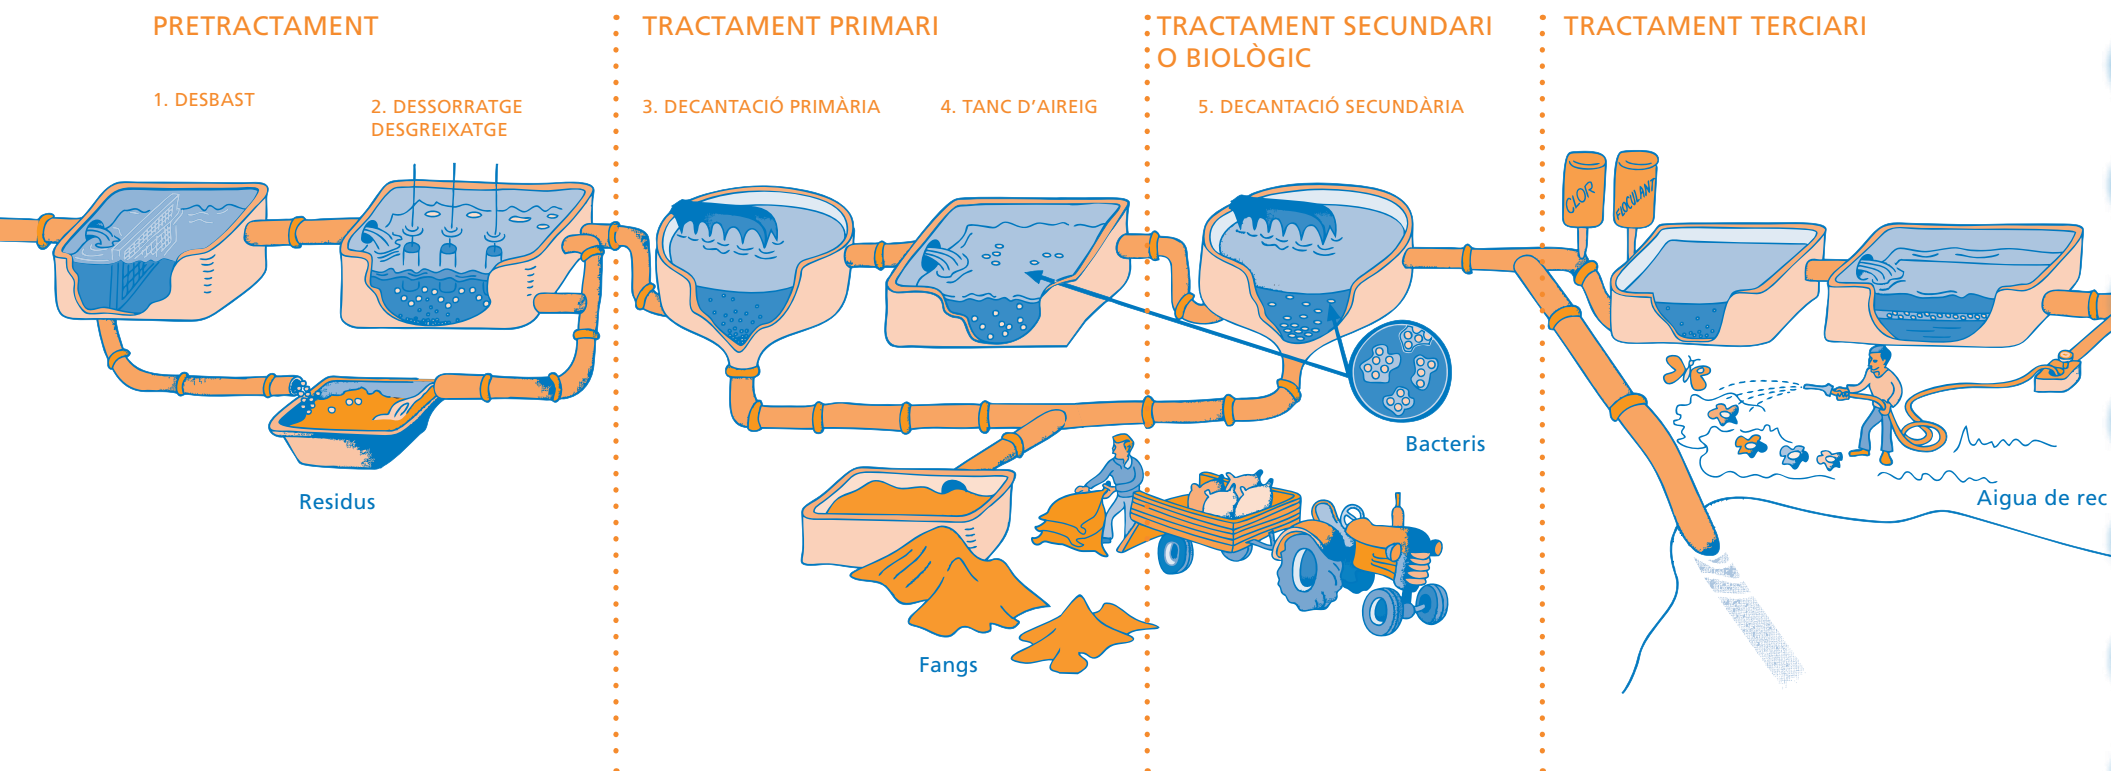 PRETRACTAMENT
TRACTAMENT PRIMARI
TRACTAMENT SECUNDARI
O BIOLÒGIC
TRACTAMENT TERCIARI
1. DESBAST
2. DESSORRATGE
DESGREIXATGE
3. DECANTACIÓ PRIMÀRIA
4. TANC D'AIREIG
5. DECANTACIÓ SECUNDÀRIA
CLOR
FLOCULANT
Bacteris
Residus
Aigua de rec
Fangs